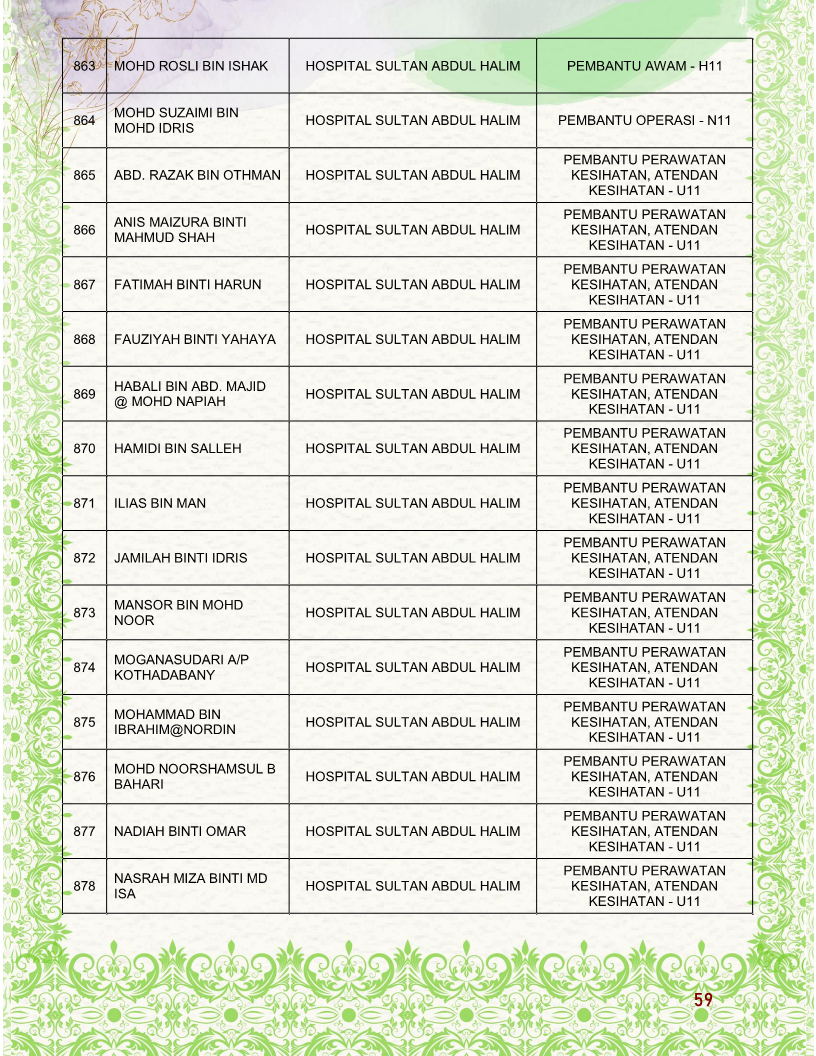 863 MOHD ROSLI BIN ISHAK HOSPITAL SULTAN ABDUL HALIM PEMBANTU AWAM - H11
864 MOHD SUZAIMI BIN
MOHD IDRIS HOSPITAL SULTAN ABDUL HALIM PEMBANTU OPERASI - N11
865 ABD. RAZAK BIN OTHMAN HOSPITAL SULTAN ABDUL HALIM PEMBANTU PERAWATAN
KESIHATAN, ATENDAN
KESIHATAN - U11
866 ANIS MAIZURA BINTI
MAHMUD SHAH HOSPITAL SULTAN ABDUL HALIM PEMBANTU PERAWATAN
KESIHATAN, ATENDAN
KESIHATAN - U11
867 FATIMAH BINTI HARUN HOSPITAL SULTAN ABDUL HALIM PEMBANTU PERAWATAN
KESIHATAN, ATENDAN
KESIHATAN - U11
868 FAUZIYAH BINTI YAHAYA HOSPITAL SULTAN ABDUL HALIM PEMBANTU PERAWATAN
KESIHATAN, ATENDAN
KESIHATAN - U11
869 HABALI BIN ABD. MAJID
@ MOHD NAPIAH HOSPITAL SULTAN ABDUL HALIM PEMBANTU PERAWATAN
KESIHATAN, ATENDAN
KESIHATAN - U11
870 HAMIDI BIN SALLEH HOSPITAL SULTAN ABDUL HALIM PEMBANTU PERAWATAN
KESIHATAN, ATENDAN
KESIHATAN - U11
871 ILIAS BIN MAN HOSPITAL SULTAN ABDUL HALIM PEMBANTU PERAWATAN
KESIHATAN, ATENDAN
KESIHATAN - U11
872 JAMILAH BINTI IDRIS HOSPITAL SULTAN ABDUL HALIM PEMBANTU PERAWATAN
KESIHATAN, ATENDAN
KESIHATAN - U11
873 MANSOR BIN MOHD
NOOR HOSPITAL SULTAN ABDUL HALIM PEMBANTU PERAWATAN
KESIHATAN, ATENDAN
KESIHATAN - U11
874 MOGANASUDARI A/P
KOTHADABANY HOSPITAL SULTAN ABDUL HALIM PEMBANTU PERAWATAN
KESIHATAN, ATENDAN
KESIHATAN - U11
875 MOHAMMAD BIN
IBRAHIM@NORDIN HOSPITAL SULTAN ABDUL HALIM PEMBANTU PERAWATAN
KESIHATAN, ATENDAN
KESIHATAN - U11
876 MOHD NOORSHAMSUL B
BAHARI HOSPITAL SULTAN ABDUL HALIM PEMBANTU PERAWATAN
KESIHATAN, ATENDAN
KESIHATAN - U11
877 NADIAH BINTI OMAR HOSPITAL SULTAN ABDUL HALIM PEMBANTU PERAWATAN
KESIHATAN, ATENDAN
KESIHATAN - U11
878 NASRAH MIZA BINTI MD
ISA HOSPITAL SULTAN ABDUL HALIM PEMBANTU PERAWATAN
KESIHATAN, ATENDAN
KESIHATAN - U11
59